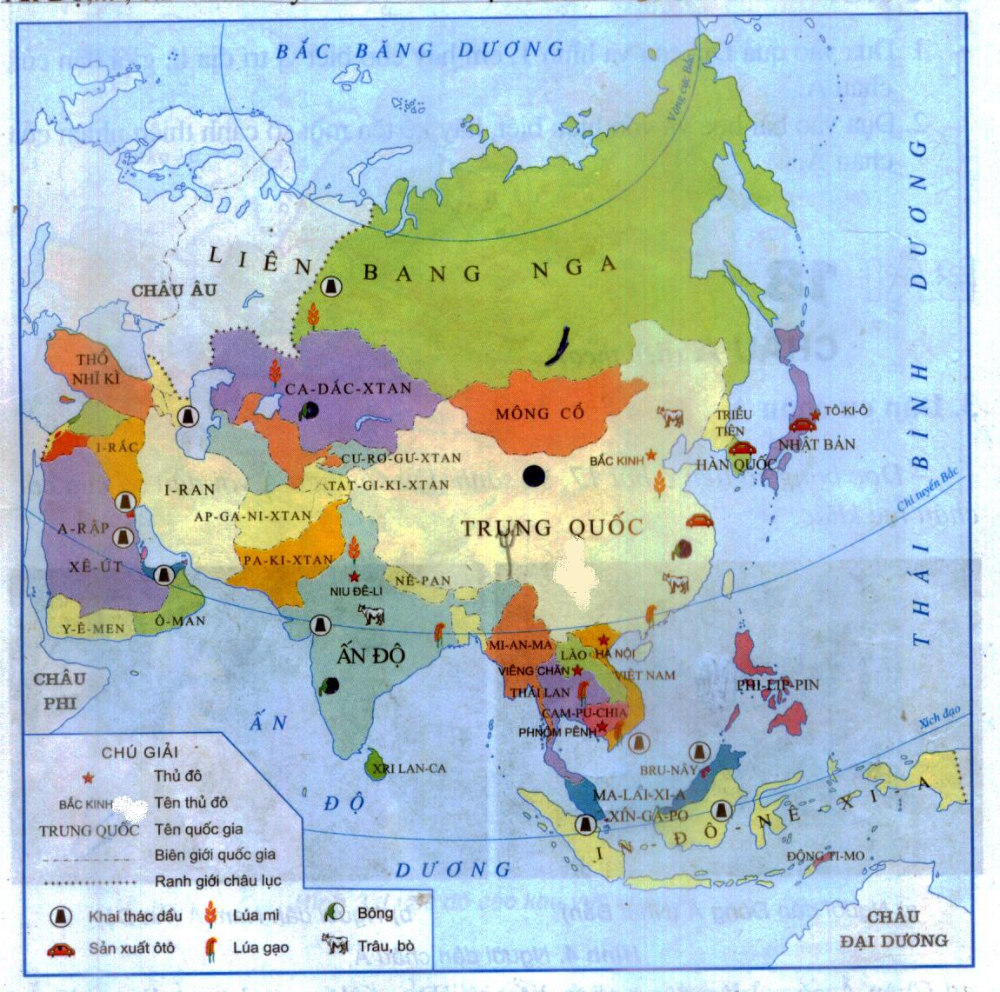 BẮC BĂNG DƯƠNG
Vòng cực Bắc
THÁI BÌNH DƯƠNG
LIÊN BANG NGA
CHÂU ÂU
THỔ
NHĨ KÌ
CA-DẮC-XTAN
MÔNG CỔ
TRIỀU
TIÊN
TÔ-KI-Ô
NHẬT BẢN
I-RẮC
CƯ-RƠ-GƯ-XTAN
BẮC KINH
HÀN QUỐC
I-RAN
TAT-GI-KI-XTAN
Chí tuyến Bắc
A-RẬP
XÊ-ÚT
AP-GA-NI-XTAN
TRUNG QUỐC
PA-KI-XTAN
NÊ-PAN
NIU ĐÊ-LI
Y-Ê-MEN
Ô-MAN
ẤN ĐỘ
MI-AN-MA
LÀO
HÀ NỘI
VIÊNG CHĂN
VIỆT NAM
CHÂU
PHI
THÁI LAN
PHI-LIP-PIN
CAM-PU-CHIA
PHNÔM PÊNH
Xích đạo
ẤN
ĐỘ
DƯƠNG
XRI LAN-CA
BRU-NÂY
MA-LAI-XI-A
XIN-GA-PO
IN-ĐÔ-NÊ-XI-A
ĐÔNG TI-MO
CHÂU
ĐẠI DƯƠNG
CHÚ GIẢI
Thủ đô
BẮC KINH Tên thủ đô
TRUNG QUỐC Tên quốc gia
Biên giới quốc gia
Ranh giới châu lục
Khai thác dầu Lúa mì Bông
Sản xuất ôtô Lúa gạo Trâu, bò